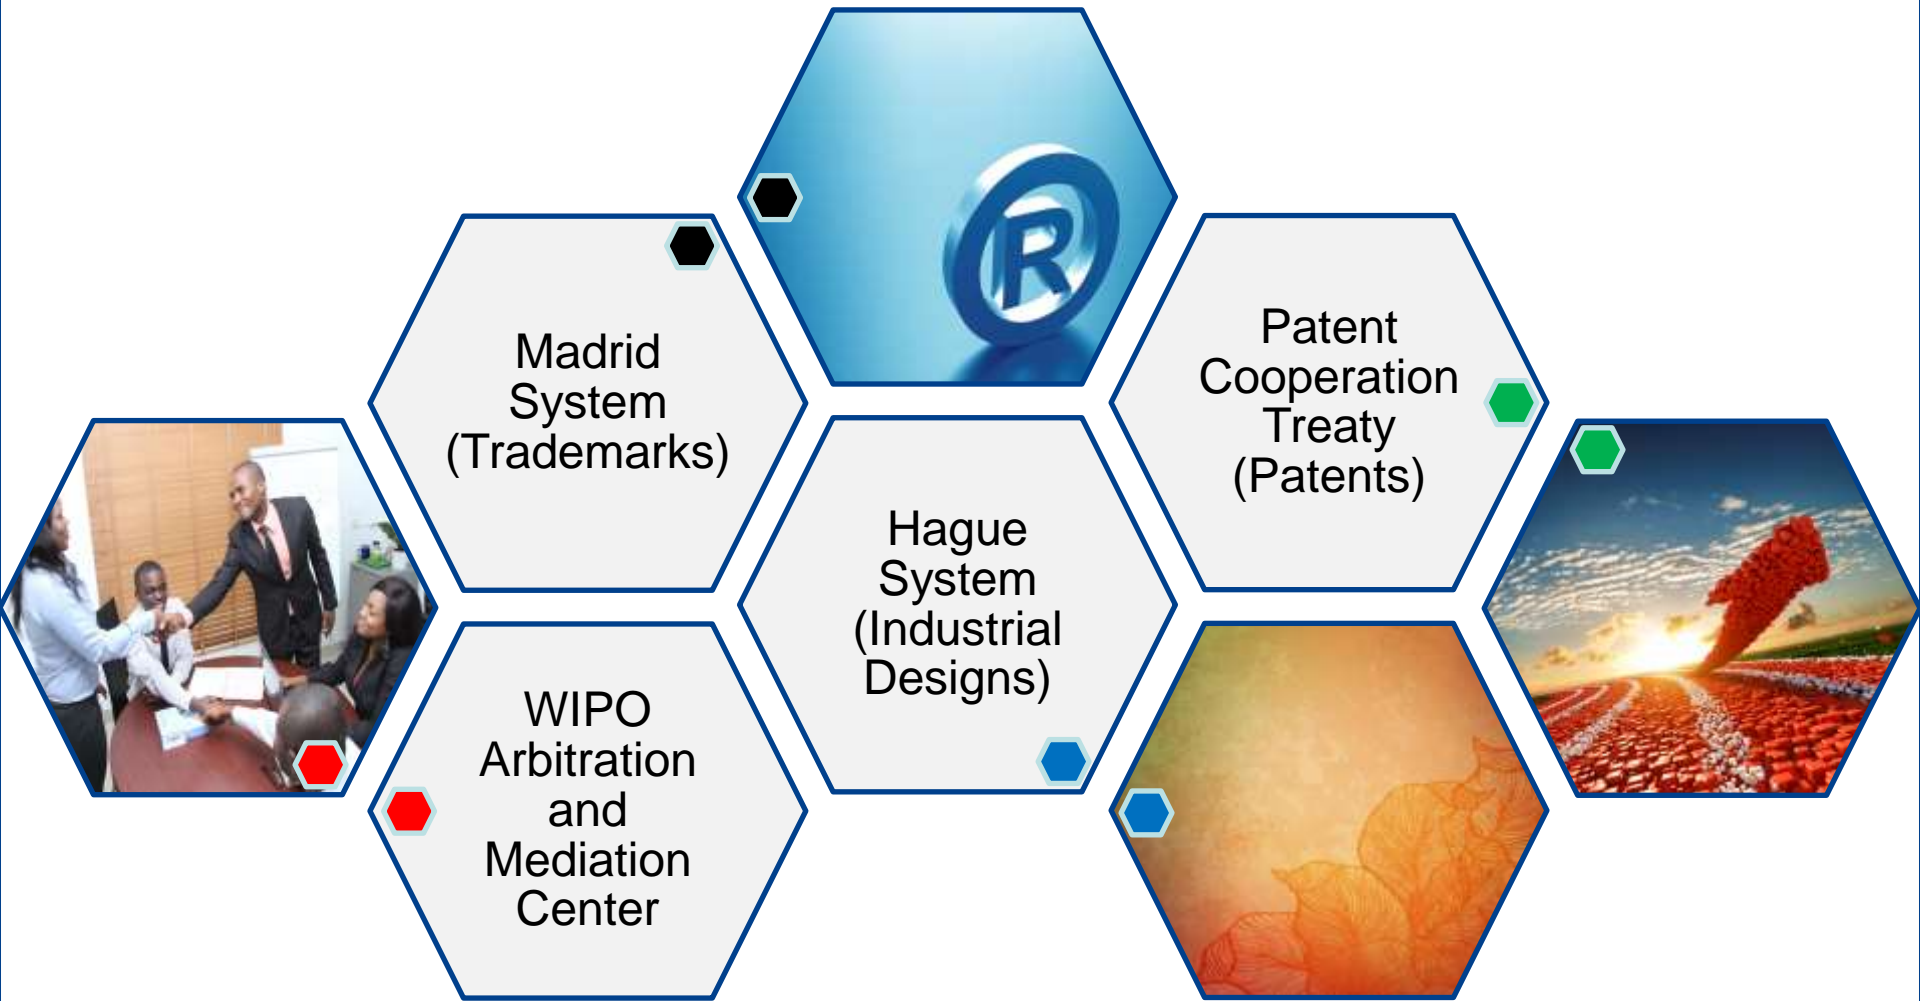 R
Madrid
System
(Trademarks)
Patent
Cooperation
Treaty
(Patents)
Hague
System
(Industrial
Designs)
WIPO
Arbitration
and
Mediation
Center